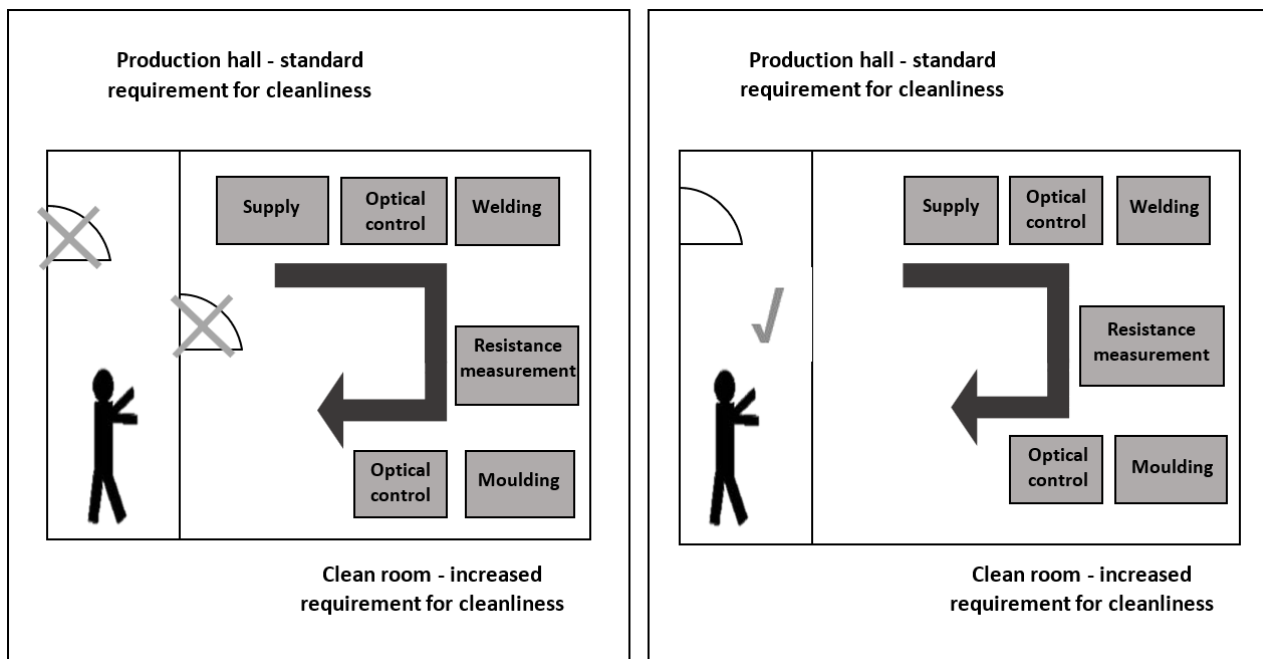 Production hall - standard
requirement for cleanliness
Supply
Optical
control
Welding
Resistance
measurement
Optical
control
Moulding
Clean room - increased
requirement for cleanliness
Production hall - standard
requirement for cleanliness
Supply
Optical
control
Welding
Resistance
measurement
Optical
control
Moulding
Clean room - increased
requirement for cleanliness